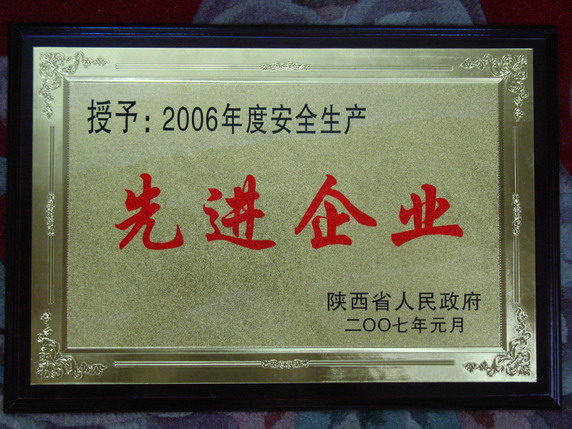 授予：2006年度安全生产
先进企业
陕西省人民政府
二〇〇七年元月